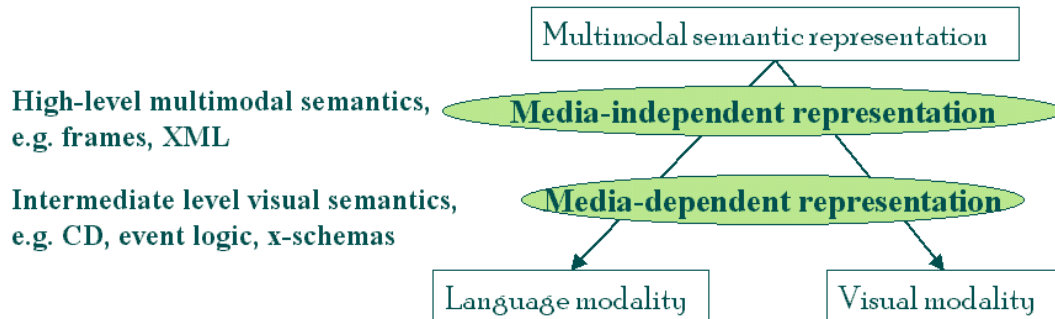 Multimodal semantic representation
High-level multimodal semantics,
e.g. frames, XML
Media-independent representation
Intermediate level visual semantics,
e.g. CD, event logic, x-schemas
Media-dependent representation
Language modality
Visual modality